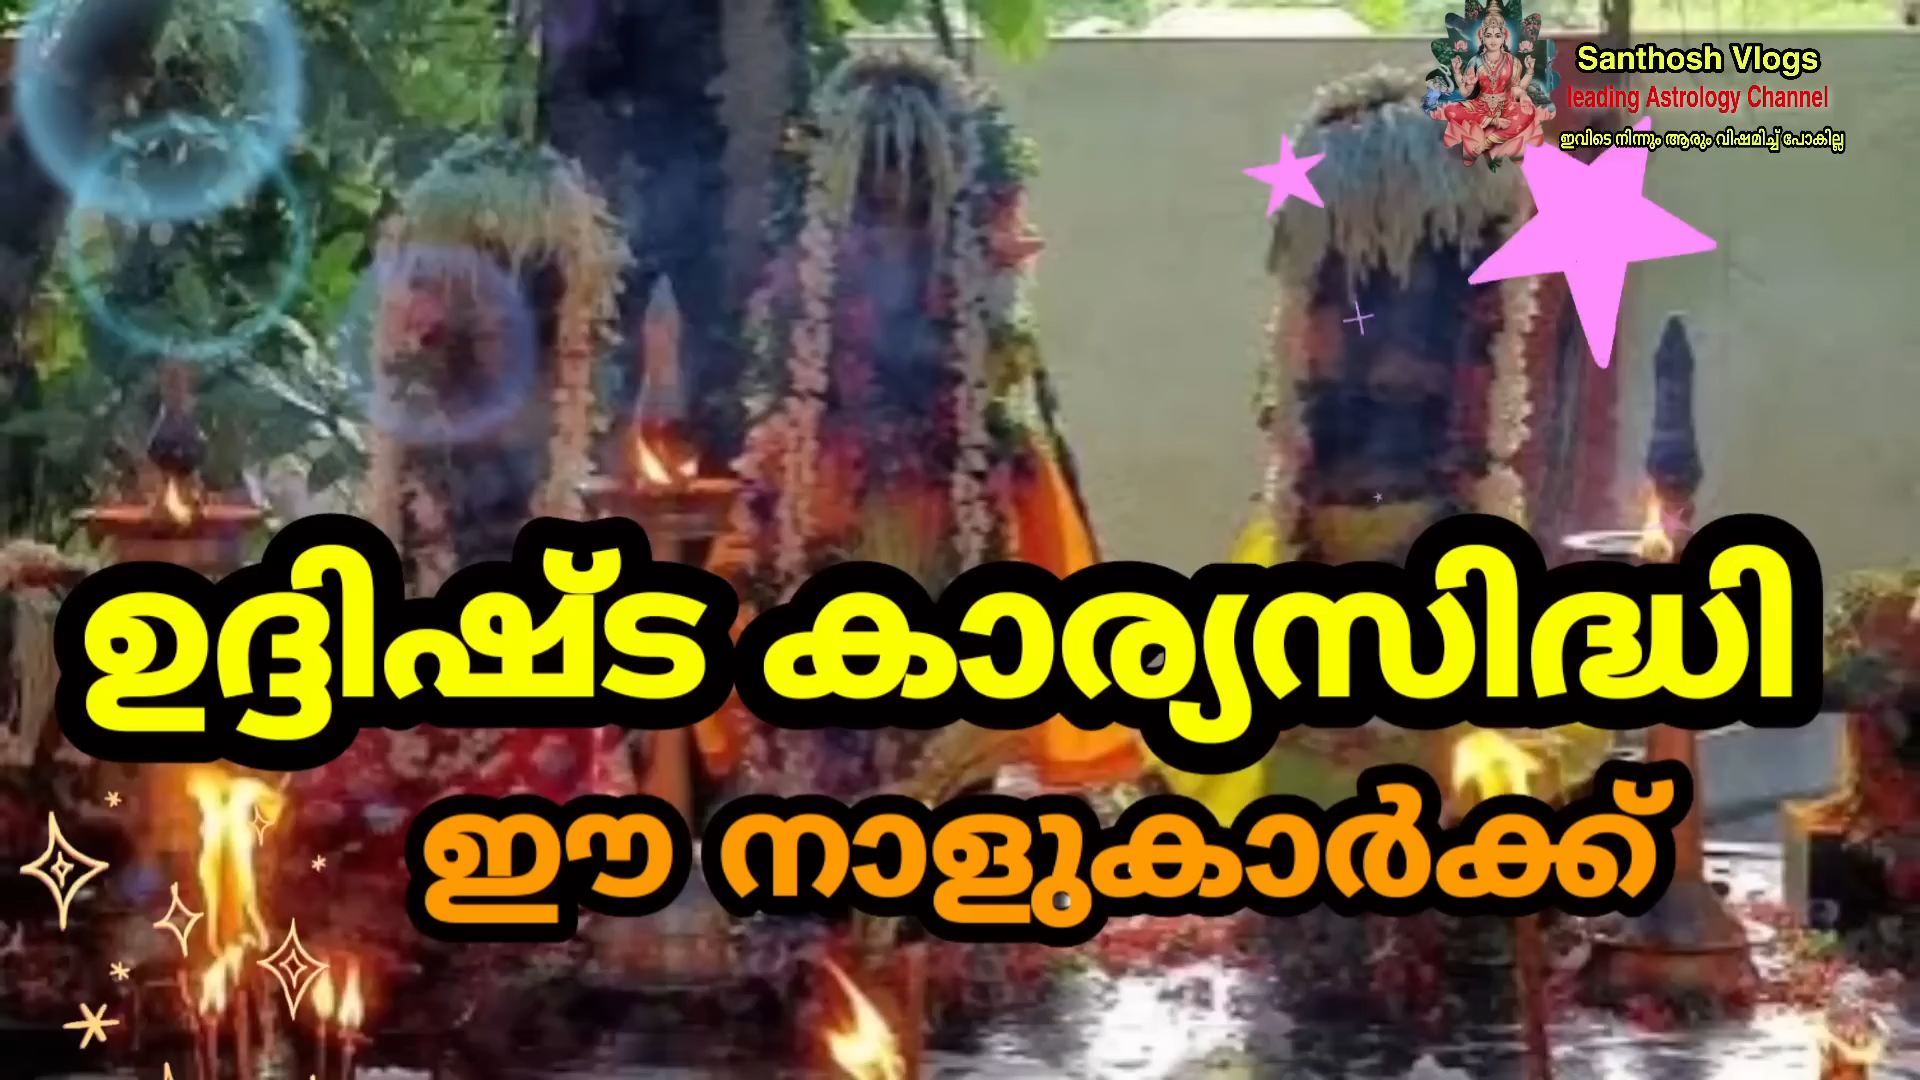 Santhosh Vlogs
leading Astrology Channel
ഇവിടെ നിന്നും ആരും വിഷമിച്ച് പോകില്ല
ഉദ്ദിഷ്ട കാര്യസിദ്ധി
ഈ നാളുകാർക്ക്